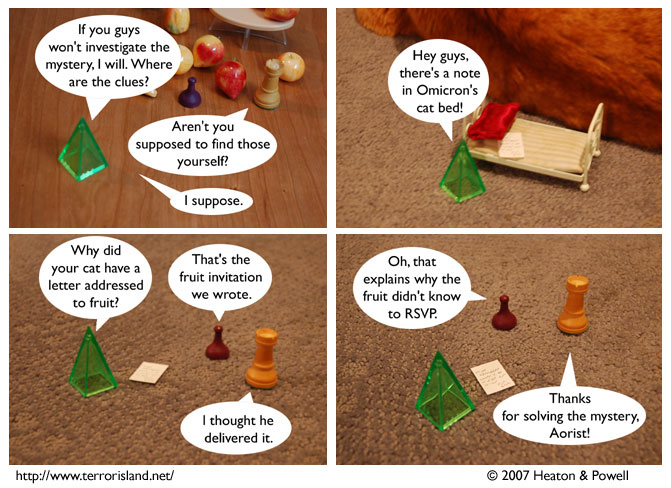 If you guys
won't investigate the
mystery, I will. Where
are the clues?
Aren't you
supposed to find those
yourself?
I suppose.
Hey guys,
there's a note
in Omicron's
cat bed!
Why did
your cat have a
letter addressed
to fruit?
That's the
fruit invitation
we wrote.
I thought he
delivered it.
Oh, that
explains why the
fruit didn't know
to RSVP.
Thanks
for solving the mystery,
Aorist!
http://www.terrorisland.net/
© 2007 Heaton & Powell